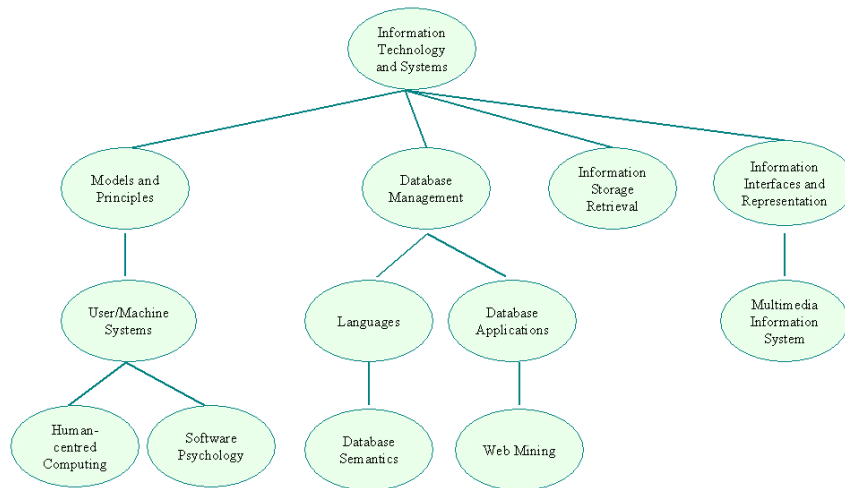 Information
Technology
and Systems
Models and
Principles
Database
Management
Information
Storage
Retrieval
Information
Interfaces and
Representation
User/Machine
Systems
Languages
Database
Applications
Multimedia
Information
System
Human-
centred
Computing
Software
Psychology
Database
Semantics
Web Mining